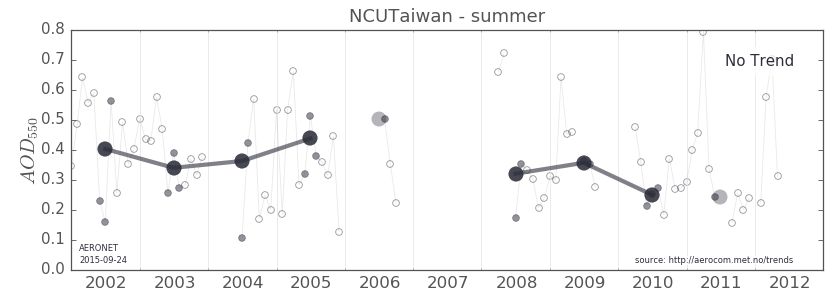 NCUTaiwan - summer
0.8
0.7
0.6
0.5
0.4
0.3
0.2
0.1
0.0
AOD550
No Trend
AERONET
2015-09-24
source: http://aerocom.met.no/trends
2002 2003 2004 2005 2006 2007 2008 2009 2010 2011 2012